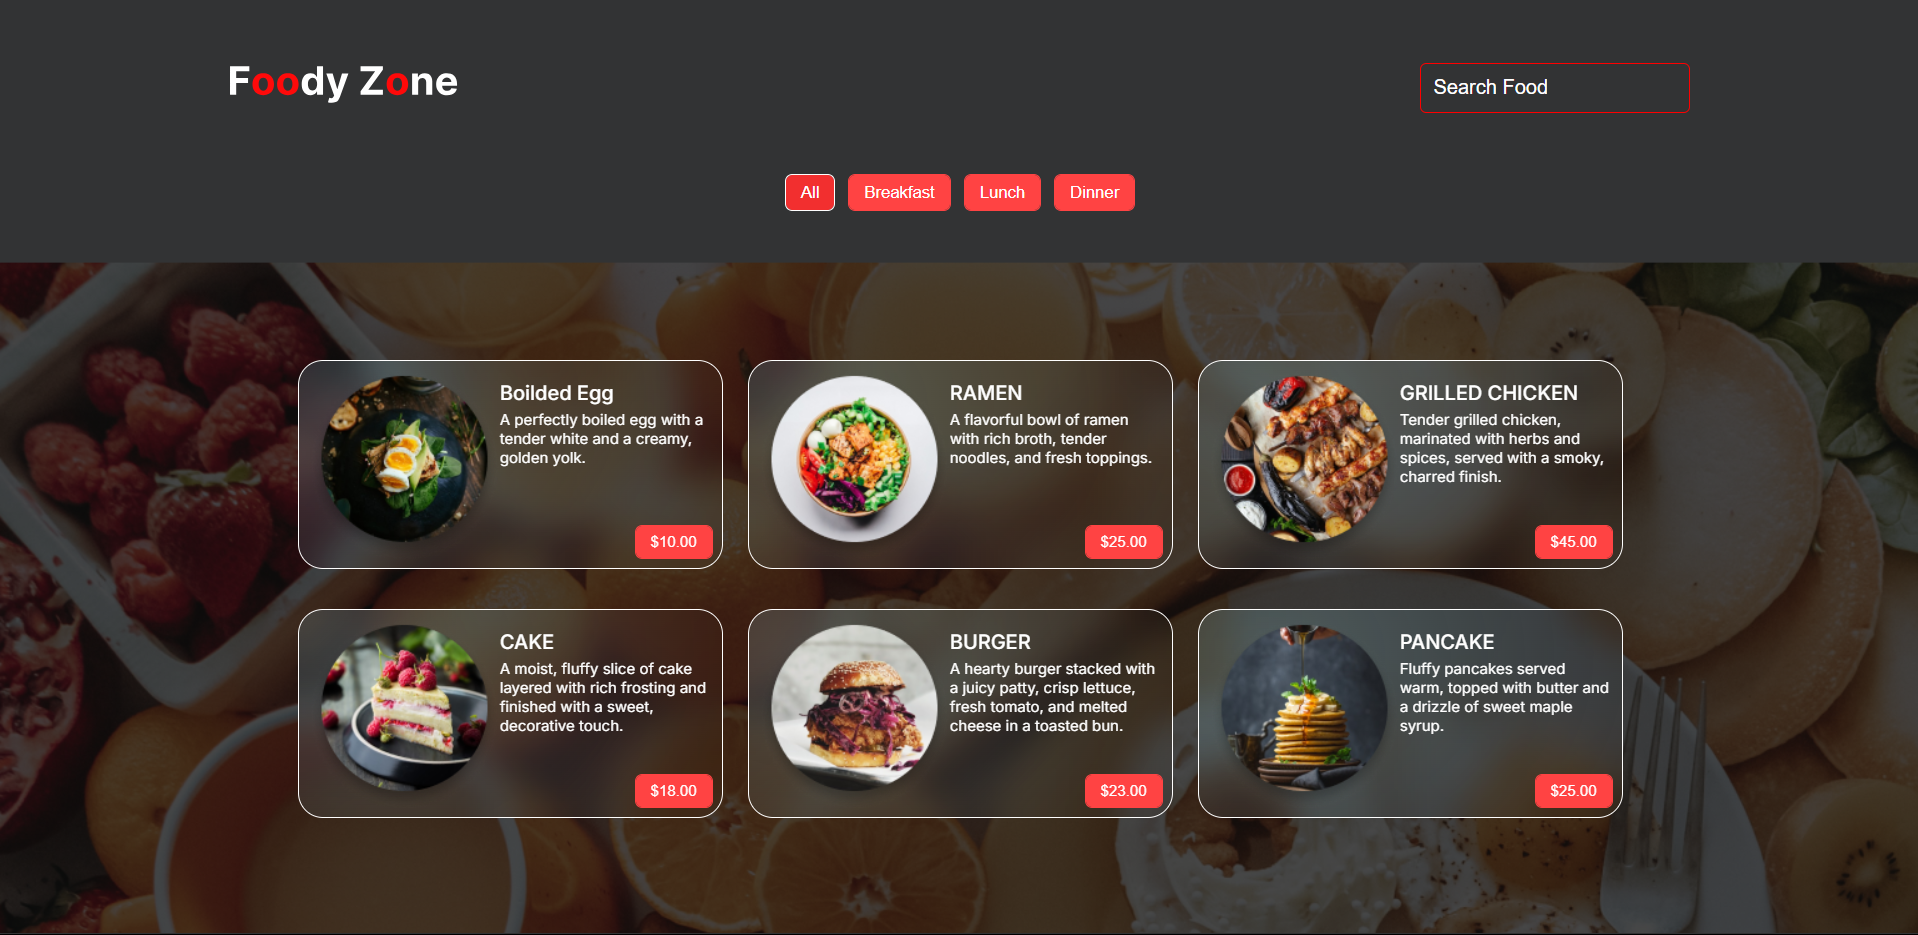 Foody Zone
Search Food
All
Breakfast
Lunch
Dinner
Boilded Egg
A perfectly boiled egg with a
tender white and a creamy,
golden yolk.
$10.00
RAMEN
A flavorful bowl of ramen
with rich broth, tender
noodles, and fresh toppings.
$25.00
GRILLED CHICKEN
Tender grilled chicken,
marinated with herbs and
spices, served with a smoky,
charred finish.
$45.00
CAKE
A moist, fluffy slice of cake
layered with rich frosting and
finished with a sweet,
decorative touch.
$18.00
BURGER
A hearty burger stacked with
a juicy patty, crisp lettuce,
fresh tomato, and melted
cheese in a toasted bun.
$23.00
PANCAKE
Fluffy pancakes served
warm, topped with butter and
a drizzle of sweet maple
syrup.
$25.00